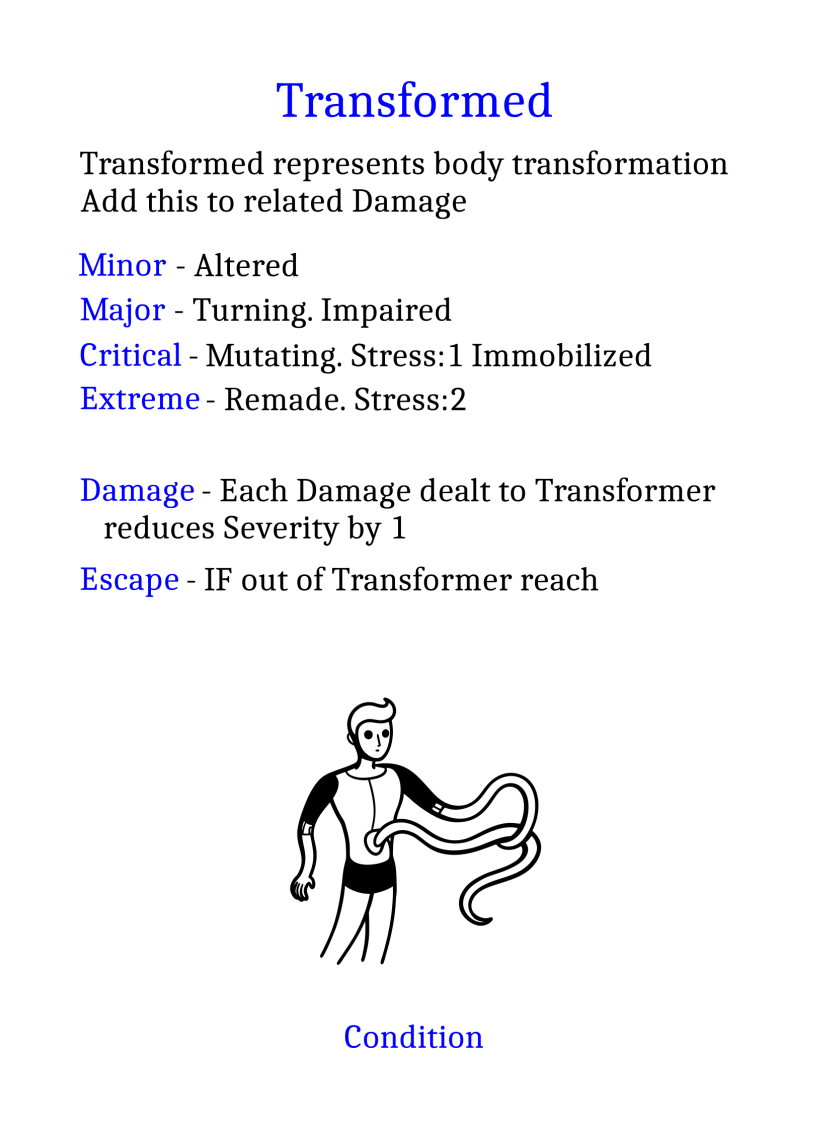 Transformed
Transformed represents body transformation
Add this to related Damage
Minor - Altered
Major - Turning. Impaired
Critical - Mutating. Stress:1 Immobilized
Extreme - Remade. Stress:2
Damage - Each Damage dealt to Transformer
reduces Severity by 1
Escape - IF out of Transformer reach
Condition